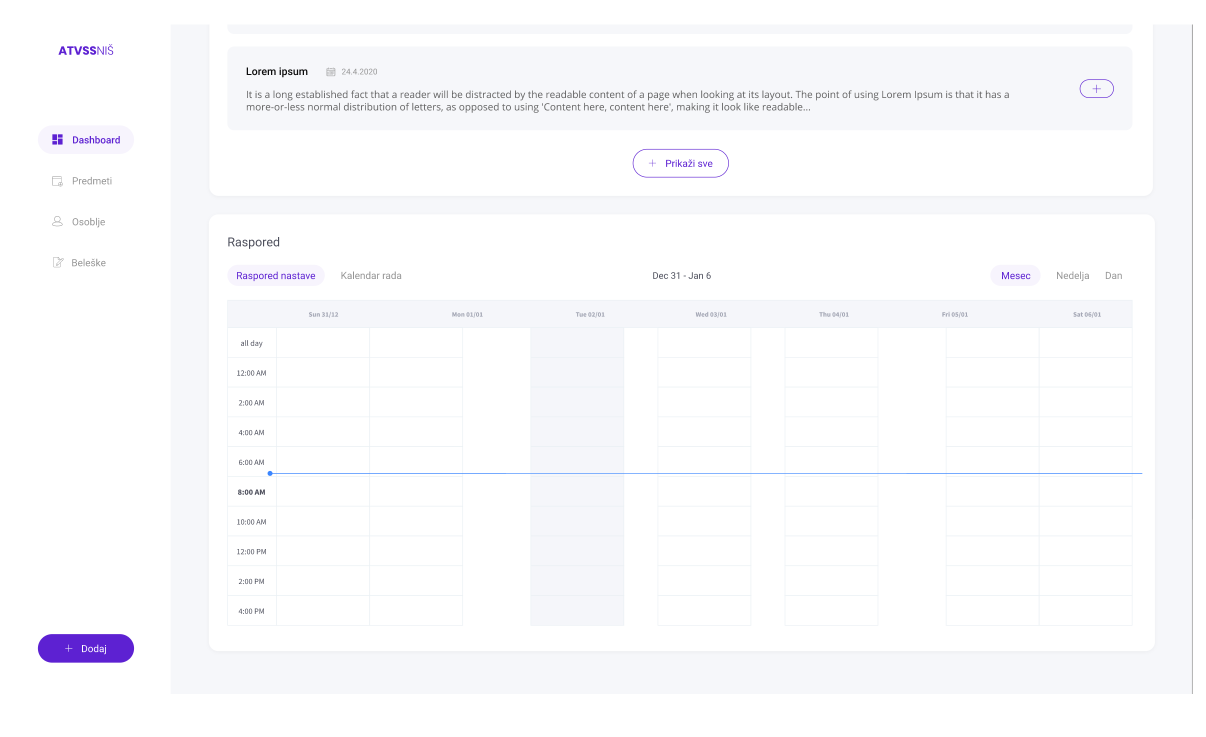 ATVSSNIŠ
Dashboard
Predmeti
Osoblje
Beleške
+ Dodaj
Lorem ipsum 24.4.2020
It is a long established fact that a reader will be distracted by the readable content of a page when looking at its layout. The point of using Lorem Ipsum is that it has a
more-or-less normal distribution of letters, as opposed to using 'Content here, content here', making it look like readable...
+
+ Prikaži sve
Raspored
Raspored nastave Kalendar rada Dec 31 - Jan 6 Mesec Nedelja Dan
Sun 31/12 Mon 01/01 Tue 02/01 Wed 03/01 Thu 04/01 Fri 05/01 Sat 06/01
all day
12:00 AM
2:00 AM
4:00 AM
6:00 AM
8:00 AM
10:00 AM
12:00 PM
2:00 PM
4:00 PM